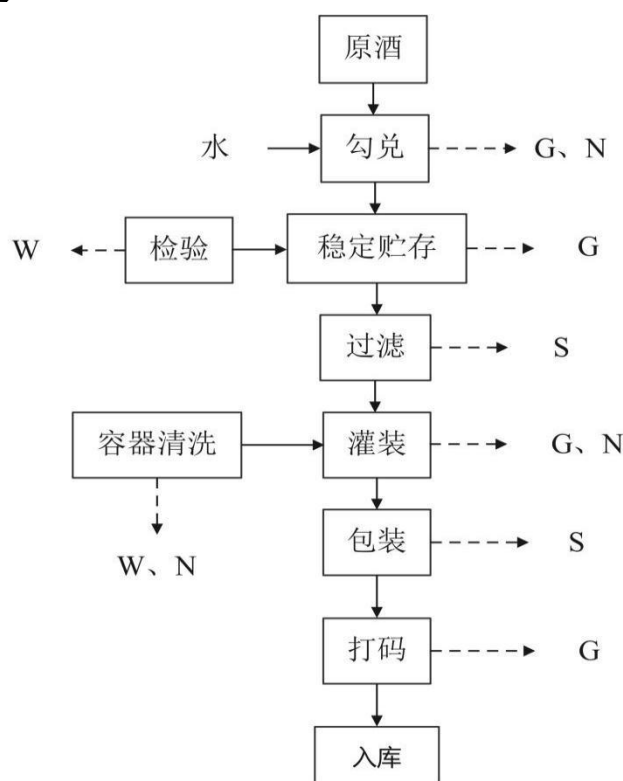 原酒
水 勾兑 G、N
W 检验 稳定贮存 G
过滤 S
容器清洗 灌装 G、N
W、N
包装 S
打码 G
入库